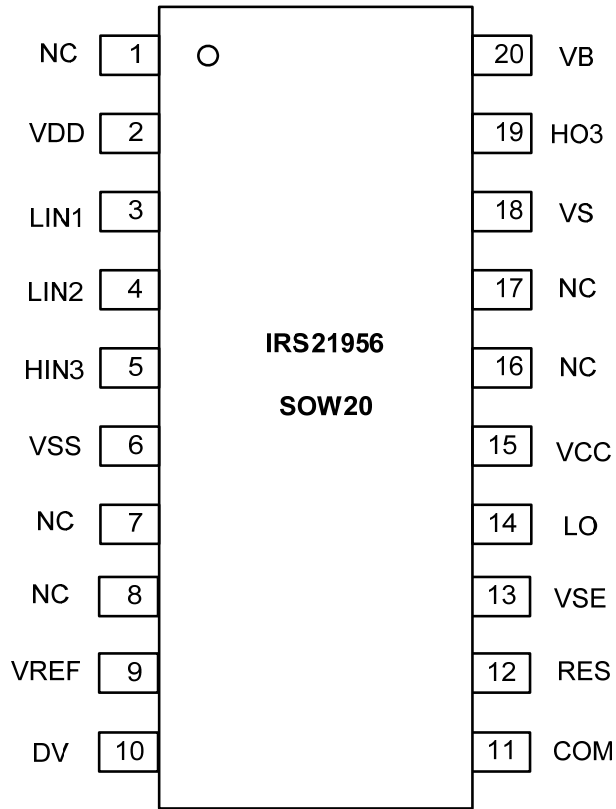 NC 1 20 VB
VDD 2 19 HO3
LIN1 3 18 VS
LIN2 4 17 NC
IRS21956
HIN3 5 16 NC
SOW20
VSS 6 15 VCC
NC 7 14 LO
NC 8 13 VSE
VREF 9 12 RES
DV 10 11 COM